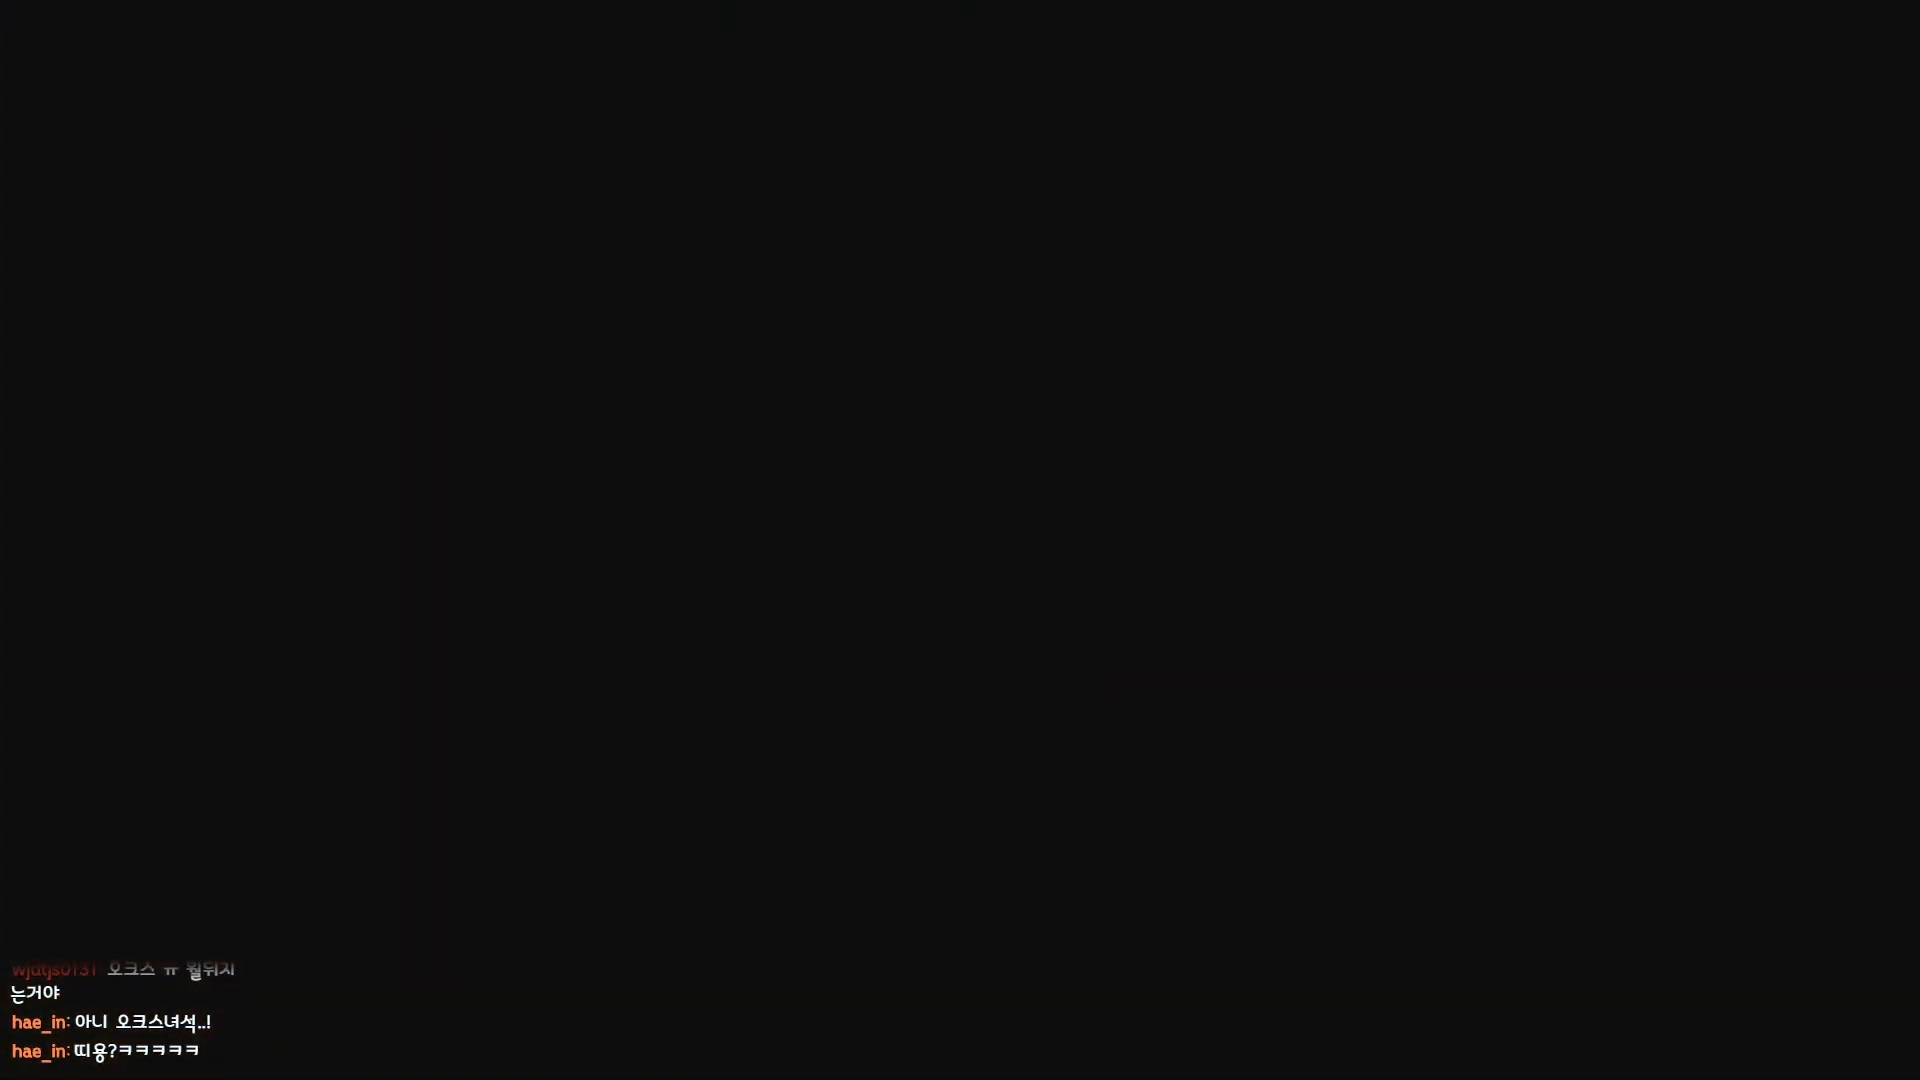 wjdtjs0131 오크스 ㅠ 뭘뒤지
는거야
hae_in: 아니 오크스녀석..!
hae_in: 띠용?ㅋㅋㅋㅋㅋ